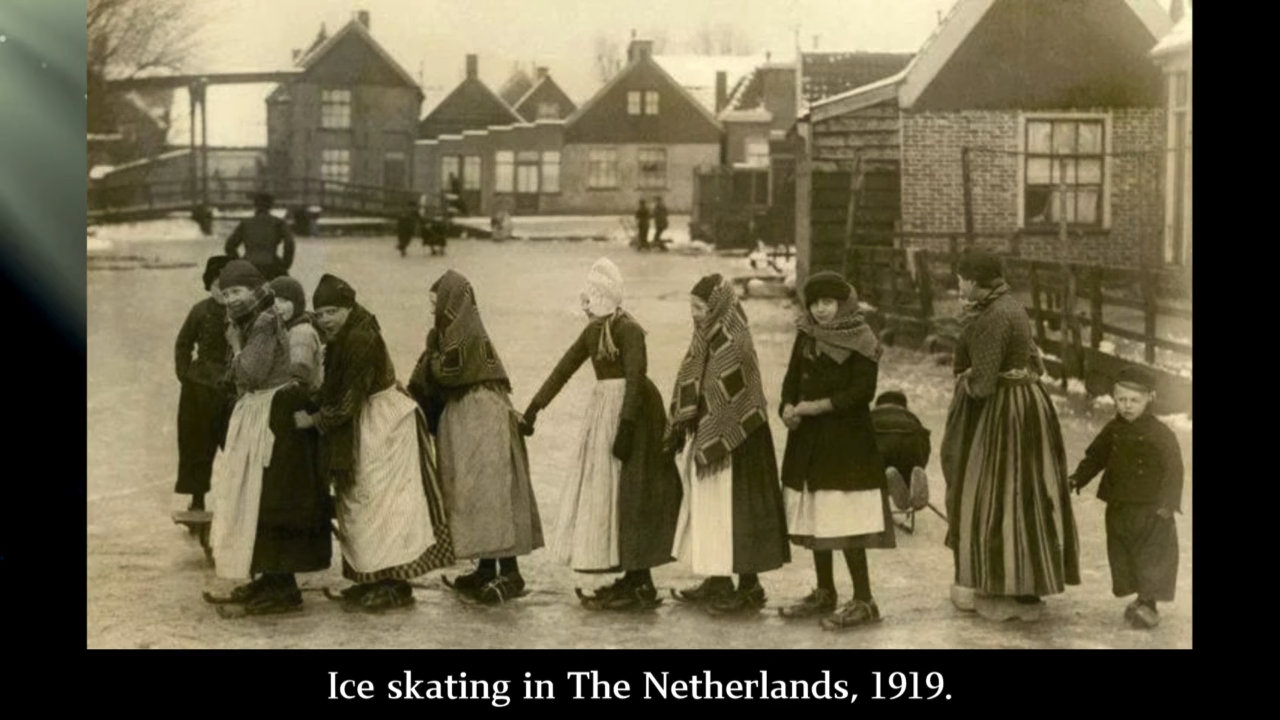 Ice skating in The Netherlands, 1919.